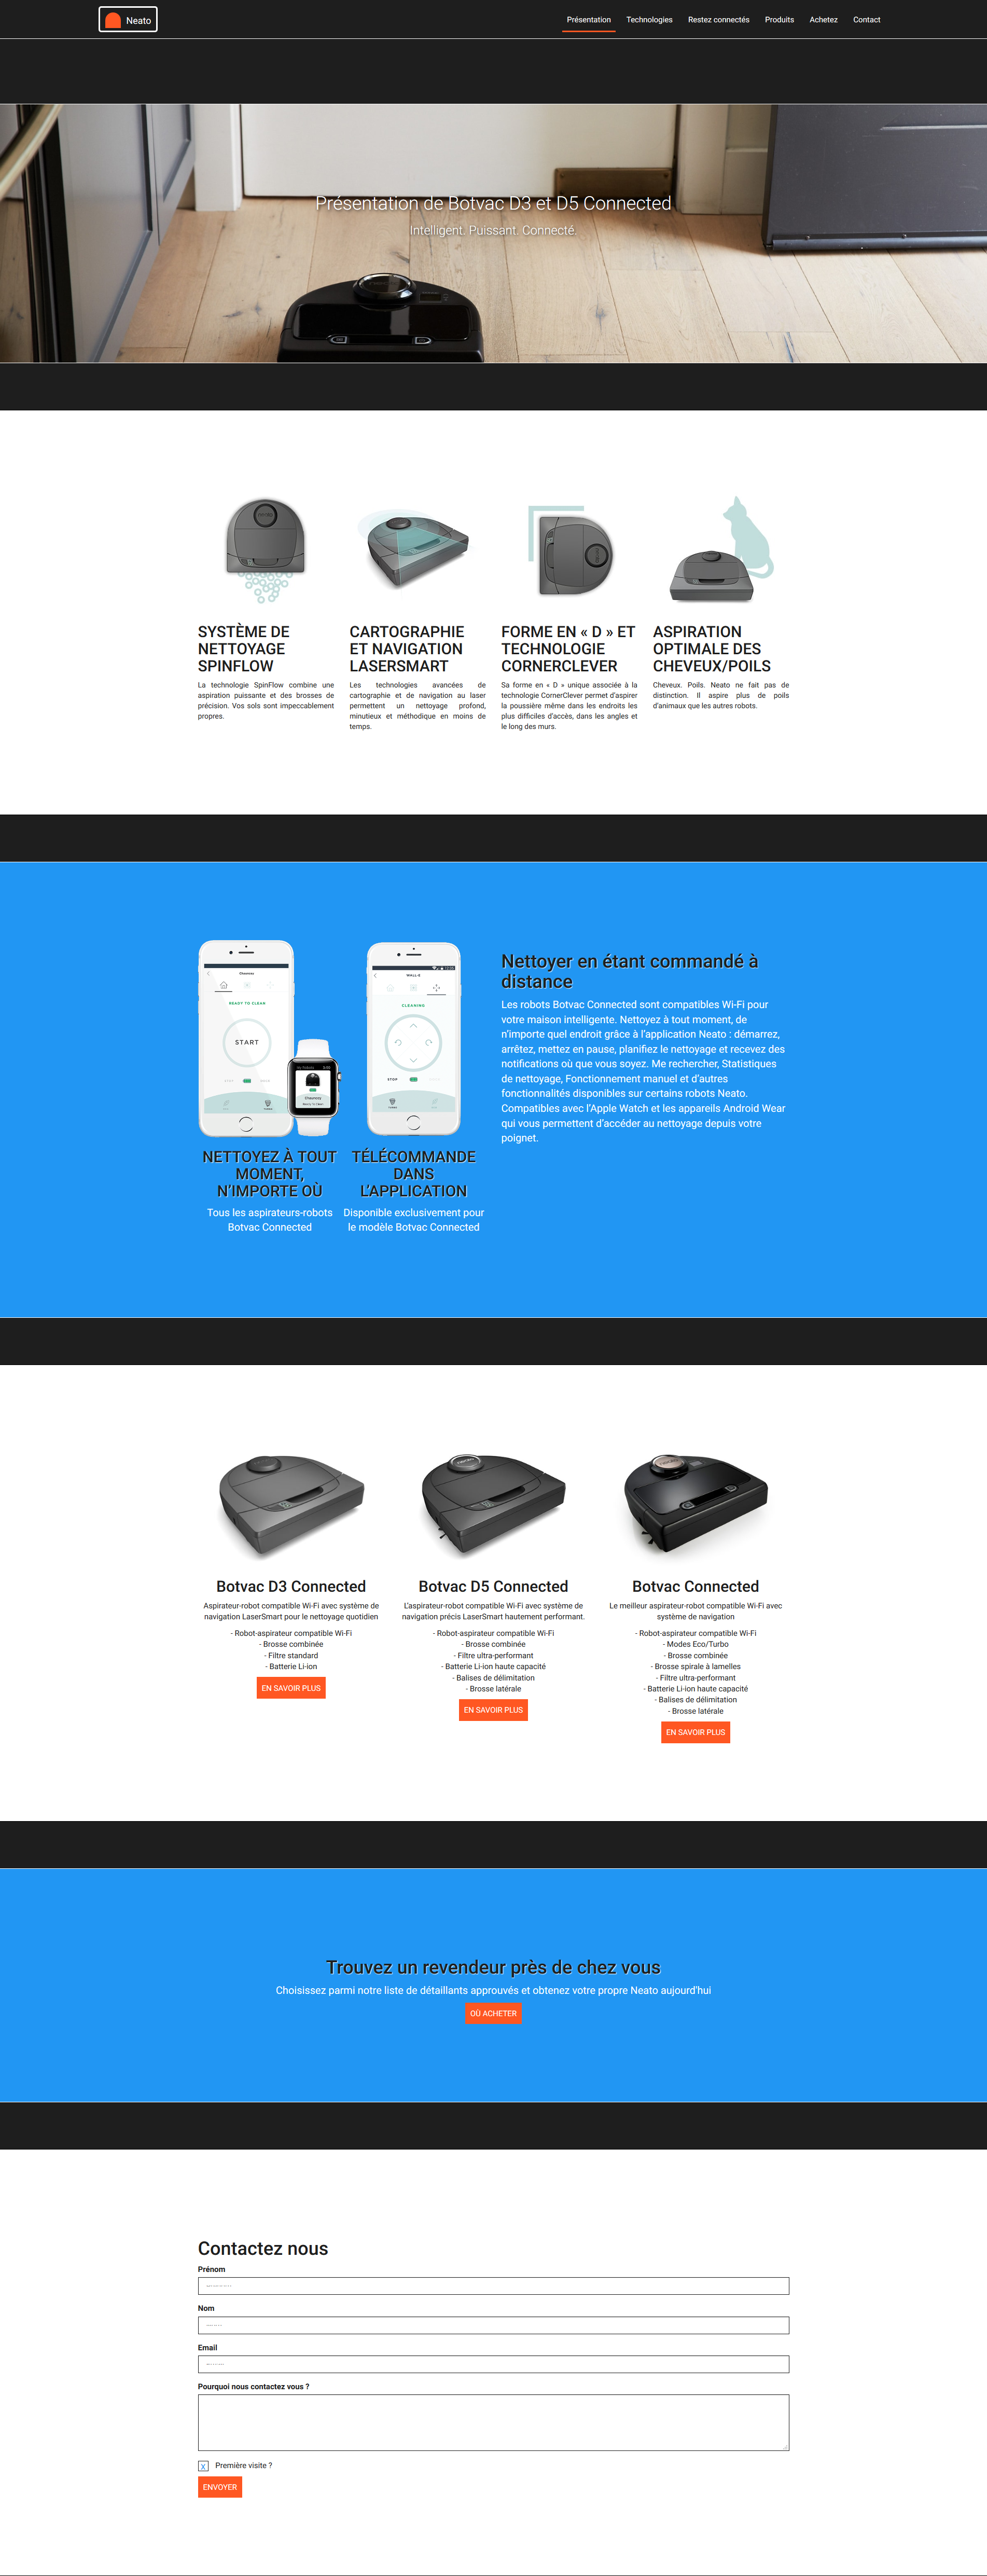 Neato
Présentation
Technologies
Restez connectés
Produits
Achetez
Contact
Présentation de Botvac D3 et D5 Connected
Intelligent. Puissant. Connecté.
SYSTÈME DE
NETTOYAGE
SPINFLOW
La technologie SpinFlow combine une
aspiration puissante et des brosses de
précision. Vos sols sont impeccablement
propres.
CARTOGRAPHIE
ET NAVIGATION
LASERSMART
Les technologies avancées de
cartographie et de navigation au laser
permettent un nettoyage profond,
minutieux et méthodique en moins de
temps.
FORME EN « D » ET
TECHNOLOGIE
CORNERCLEVER
Sa forme en « D » unique associée à la
technologie CornerClever permet d'aspirer
la poussière même dans les endroits les
plus difficiles d'accès, dans les angles et
le long des murs.
ASPIRATION
OPTIMALE DES
CHEVEUX/POILS
Cheveux. Poils. Neato ne fait pas de
distinction. Il aspire plus de poils
d'animaux que les autres robots.
Chauncey
READY TO CLEAN
START
My Robots
Chauncey
Ready to Clean
WALL-E
CLEANING
STOP
NETTOYEZ À TOUT
MOMENT,
N'IMPORTE OÙ
Tous les aspirateurs-robots
Botvac Connected
TÉLÉCOMMANDE
DANS
L'APPLICATION
Disponible exclusivement pour
le modèle Botvac Connected
Nettoyer en étant commandé à
distance
Les robots Botvac Connected sont compatibles Wi-Fi pour
votre maison intelligente. Nettoyez à tout moment, de
n'importe quel endroit grâce à l'application Neato : démarrez,
arrêtez, mettez en pause, planifiez le nettoyage et recevez des
notifications où que vous soyez. Me rechercher, Statistiques
de nettoyage, Fonctionnement manuel et d'autres
fonctionnalités disponibles sur certains robots Neato.
Compatibles avec l'Apple Watch et les appareils Android Wear
qui vous permettent d'accéder au nettoyage depuis votre
poignet.
Botvac D3 Connected
Aspirateur-robot compatible Wi-Fi avec système de
navigation LaserSmart pour le nettoyage quotidien
- Robot-aspirateur compatible Wi-Fi
- Brosse combinée
- Filtre standard
- Batterie Li-ion
EN SAVOIR PLUS
Botvac D5 Connected
L'aspirateur-robot compatible Wi-Fi avec système de
navigation précis LaserSmart hautement performant.
- Robot-aspirateur compatible Wi-Fi
- Brosse combinée
- Filtre ultra-performant
- Batterie Li-ion haute capacité
- Balises de délimitation
- Brosse latérale
EN SAVOIR PLUS
Botvac Connected
Le meilleur aspirateur-robot compatible Wi-Fi avec
système de navigation
- Robot-aspirateur compatible Wi-Fi
- Modes Eco/Turbo
- Brosse combinée
- Brosse spirale à lamelles
- Filtre ultra-performant
- Batterie Li-ion haute capacité
- Balises de délimitation
- Brosse latérale
EN SAVOIR PLUS
Trouvez un revendeur près de chez vous
Choisissez parmi notre liste de détaillants approuvés et obtenez votre propre Neato aujourd'hui
OÙ ACHETER
Contactez nous
Prénom
Nom
Email
Pourquoi nous contactez vous ?
X Première visite ?
ENVOYER